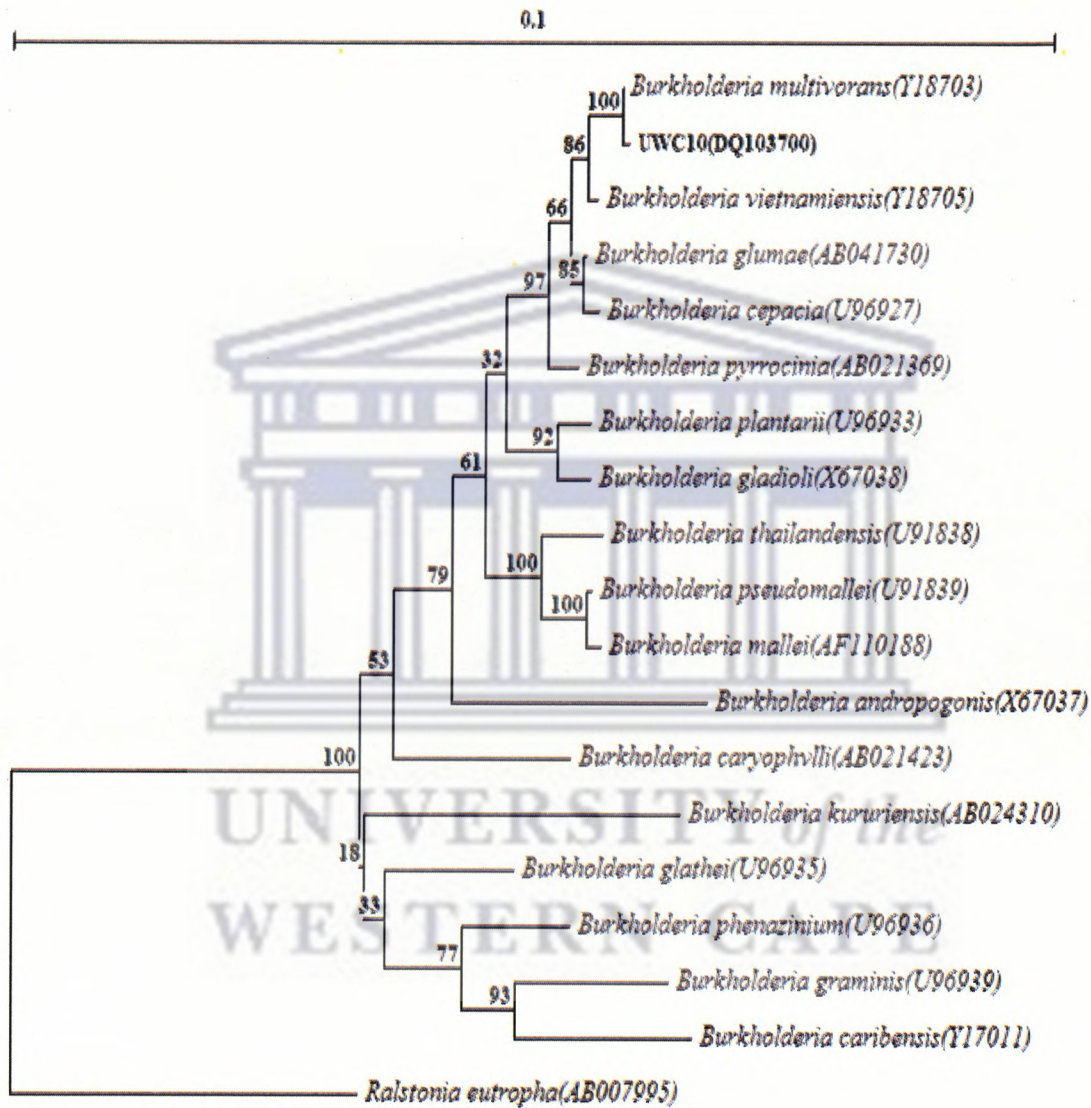 0.1
Burkholderia multivorans(Y18703)
100
UWC10(DQ103700)
86
Burkholderia vietnamiensis(Y18705)
66
Burkholderia glumae(AB041730)
85
97
Burkholderia cepacia(U96927)
32
Burkholderia pyrrocinia(AB021369)
Burkholderia plantarii(U96933)
92
61
Burkholderia gladioli(X67038)
Burkholderia thailandensis(U91838)
100
79
Burkholderia pseudomallei(U91839)
100
Burkholderia mallei(AF110188)
53
Burkholderia andropogonis(X67037)
100
Burkholderia caryophvlli(AB021423)
Burkholderia kururiensis(AB024310)
18
Burkholderia glathei(U96935)
33
Burkholderia phenazinium(U96936)
77
Burkholderia graminis(U96939)
93
Burkholderia caribensis(Y17011)
Ralstonia eutropha(AB007995)
UNIVERSITY of the
WESTERN CAPE